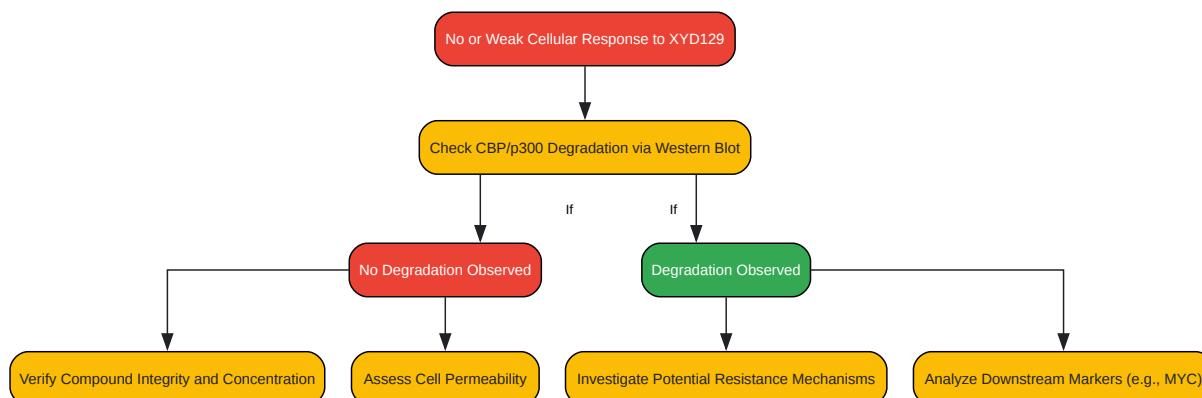 No or Weak Cellular Response to XYD129
Check CBP/p300 Degradation via Western Blot
If
If
No Degradation Observed
Degradation Observed
Verify Compound Integrity and Concentration
Assess Cell Permeability
Investigate Potential Resistance Mechanisms
Analyze Downstream Markers (e.g., MYC)